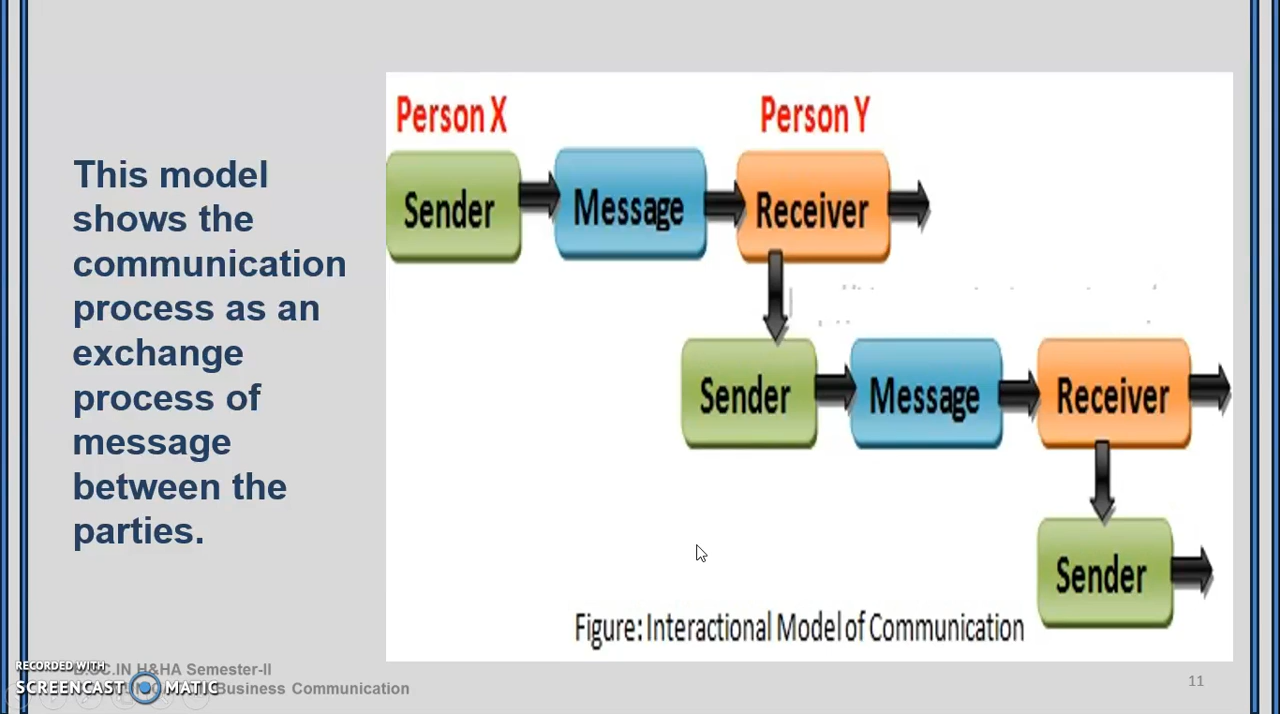 This model
shows the
communication
process as an
exchange
process of
message
between the
parties.
Person X
Person Y
Sender
Message
Receiver
Sender
Message
Receiver
Sender
Figure: Interactional Model of Communication
RECORDED WITH
SCREENCAST MATIC
H&HA Semester-II
Business Communication
11